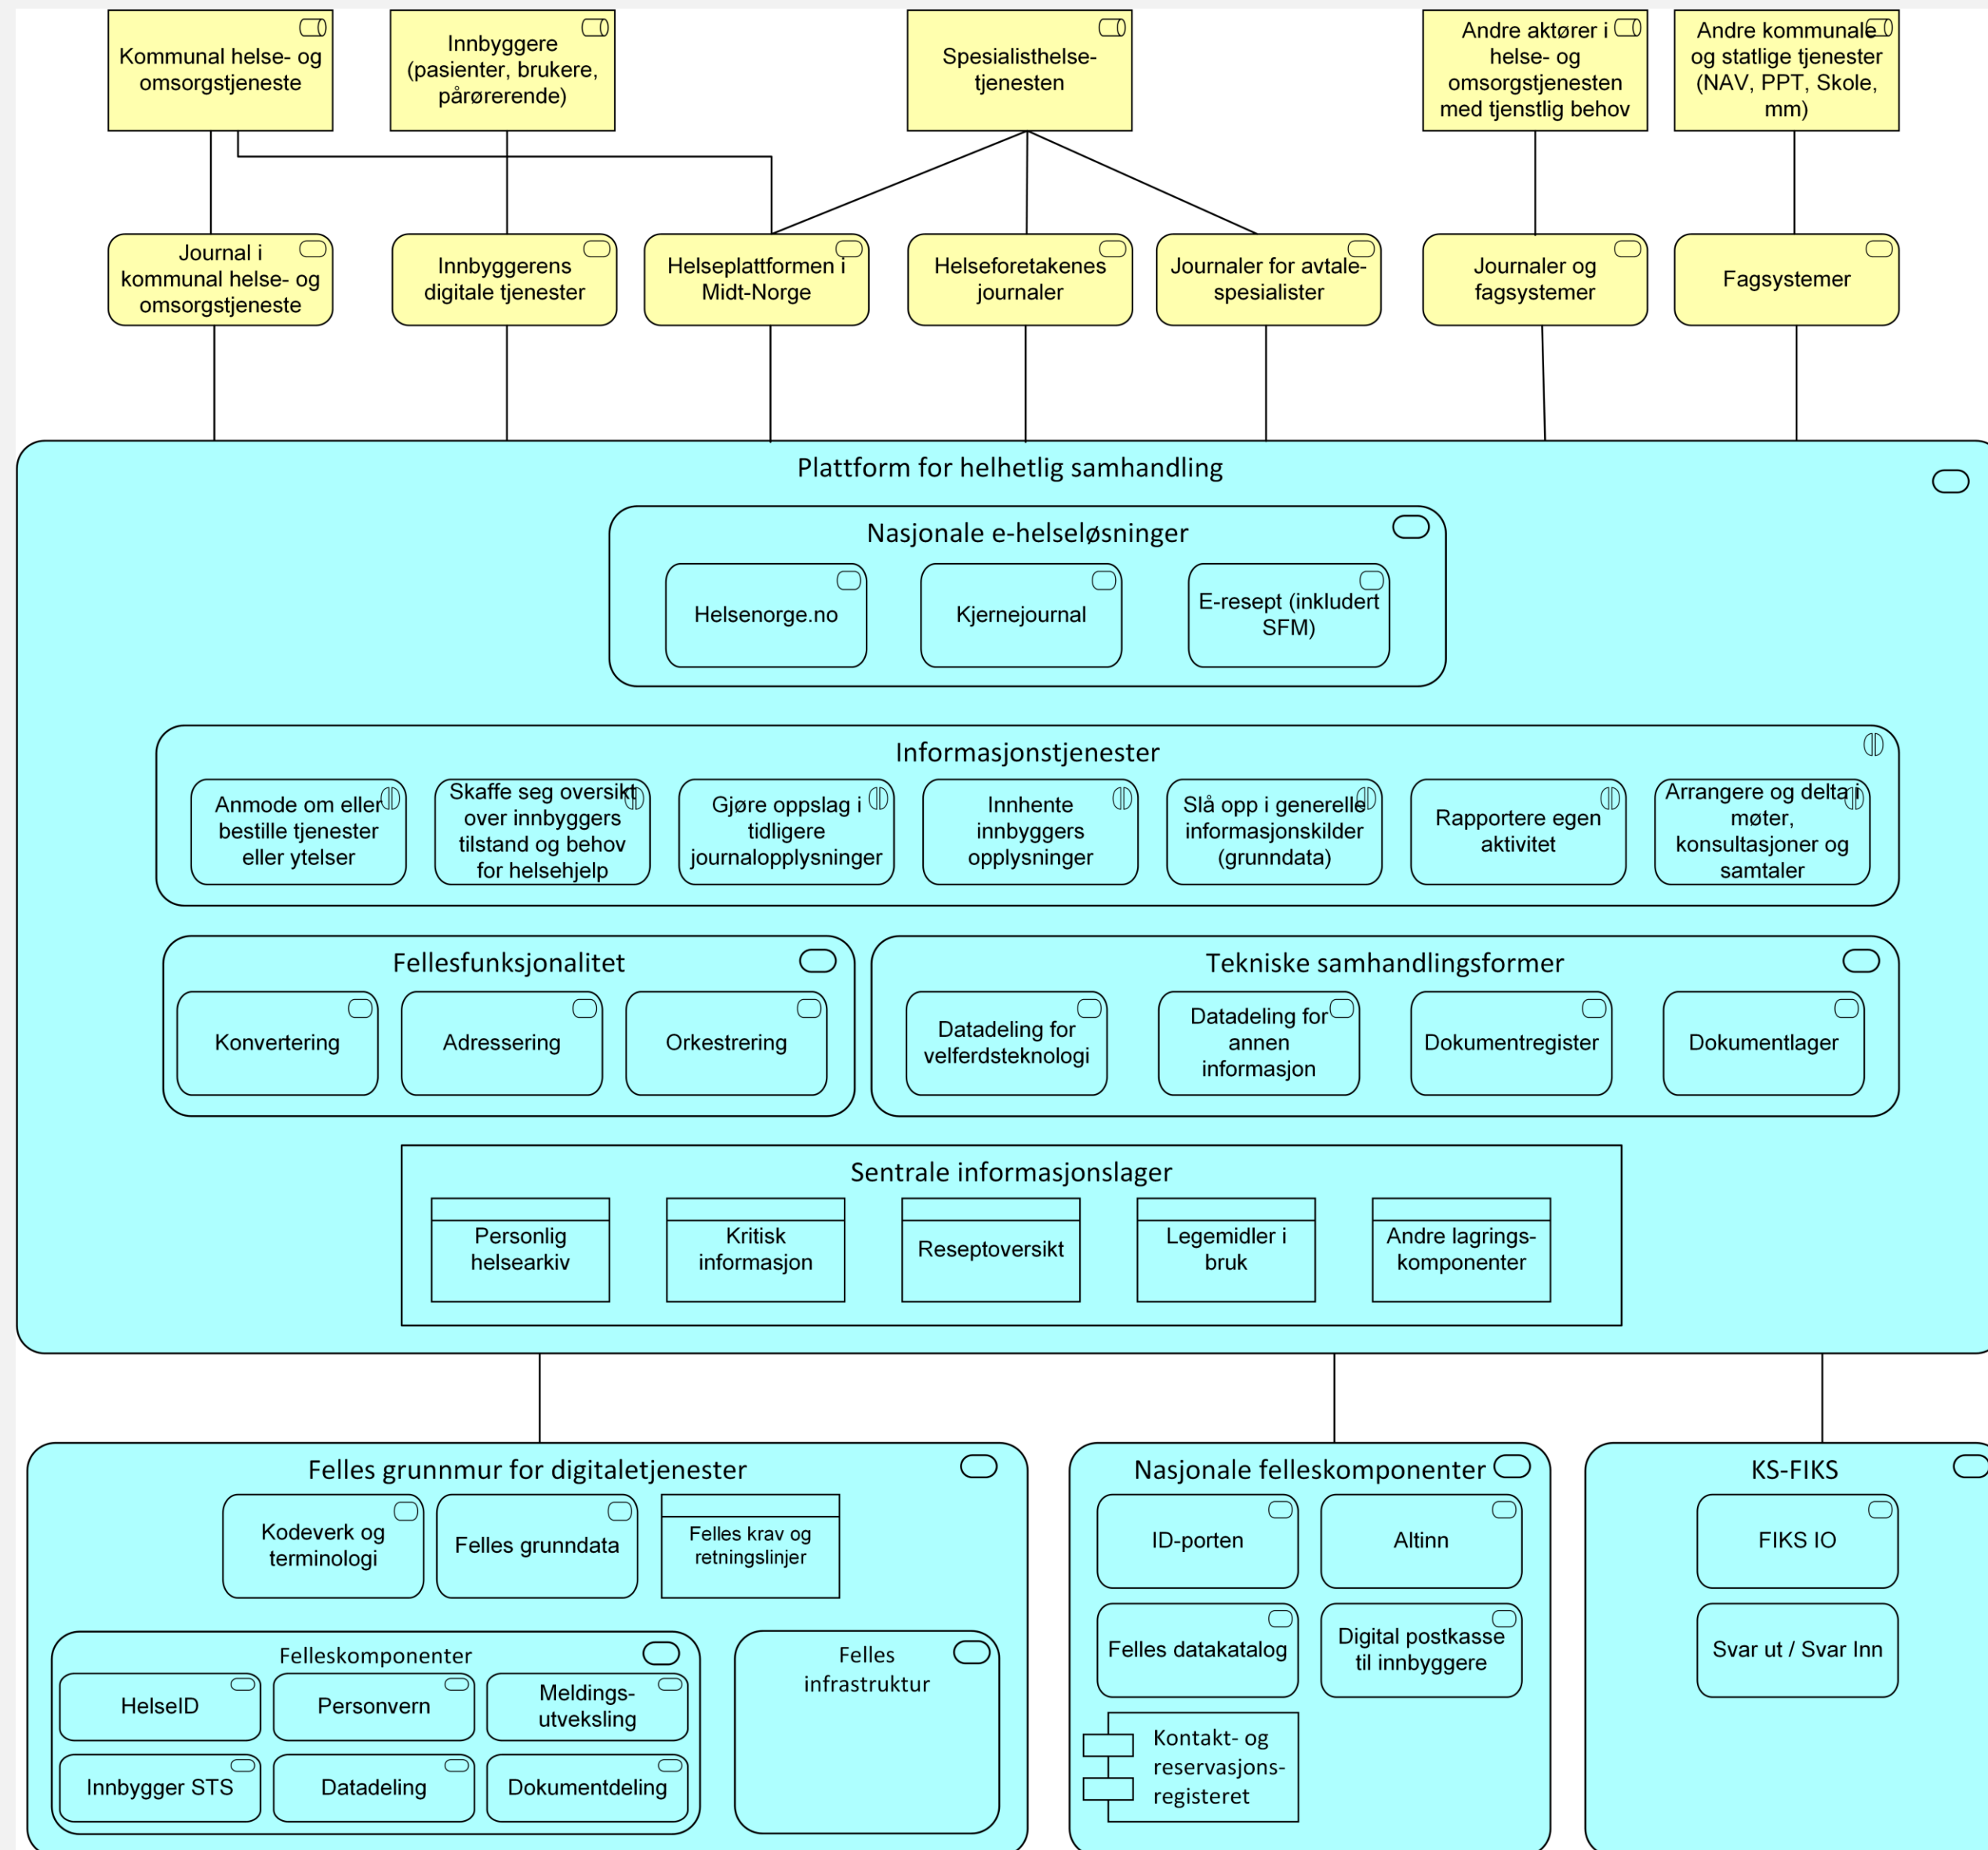 Kommunal helse- og
omsorgstjeneste
Innbyggere
(pasienter, brukere,
pårørerende)
Spesialisthelse-
tjenesten
Andre aktører i
helse- og
omsorgstjenesten
med tjenstlig behov
Andre kommunale
og statlige tjenester
(NAV, PPT, Skole,
mm)
Journal i
kommunal helse- og
omsorgstjeneste
Innbyggerens
digitale tjenester
Helseplattformen i
Midt-Norge
Helseforetakenes
journaler
Journaler for avtale-
spesialister
Journaler og
fagsystemer
Fagsystemer
Plattform for helhetlig samhandling
Nasjonale e-helseløsninger
Helsenorge.no
Kjernejournal
E-resept (inkludert
SFM)
Informasjonstjenester
Anmode om eller
bestille tjenester
eller ytelser
Skaffe seg oversikt
over innbyggers
tilstand og behov
for helsehjelp
Gjøre oppslag i
tidligere
journalopplysninger
Innhente
innbyggers
opplysninger
Slå opp i generelle
informasjonskilder
(grunndata)
Rapportere egen
aktivitet
Arrangere og delta i
møter,
konsultasjoner og
samtaler
Fellesfunksjonalitet
Konvertering
Adressering
Orkestrering
Tekniske samhandlingsformer
Datadeling for
velferdsteknologi
Datadeling for
annen
informasjon
Dokumentregister
Dokumentlager
Sentrale informasjonslager
Personlig
helsearkiv
Kritisk
informasjon
Reseptoversikt
Legemidler i
bruk
Andre lagrings-
komponenter
Felles grunnmur for digitaletjenester
Kodeverk og
terminologi
Felles grunndata
Felles krav og
retningslinjer
Felleskomponenter
HelseID
Personvern
Meldings-
utveksling
Innbygger STS
Datadeling
Dokumentdeling
Felles
infrastruktur
Nasjonale felleskomponenter
ID-porten
Altinn
Felles datakatalog
Digital postkasse
til innbyggere
Kontakt- og
reservasjons-
registeret
KS-FIKS
FIKS IO
Svar ut / Svar Inn